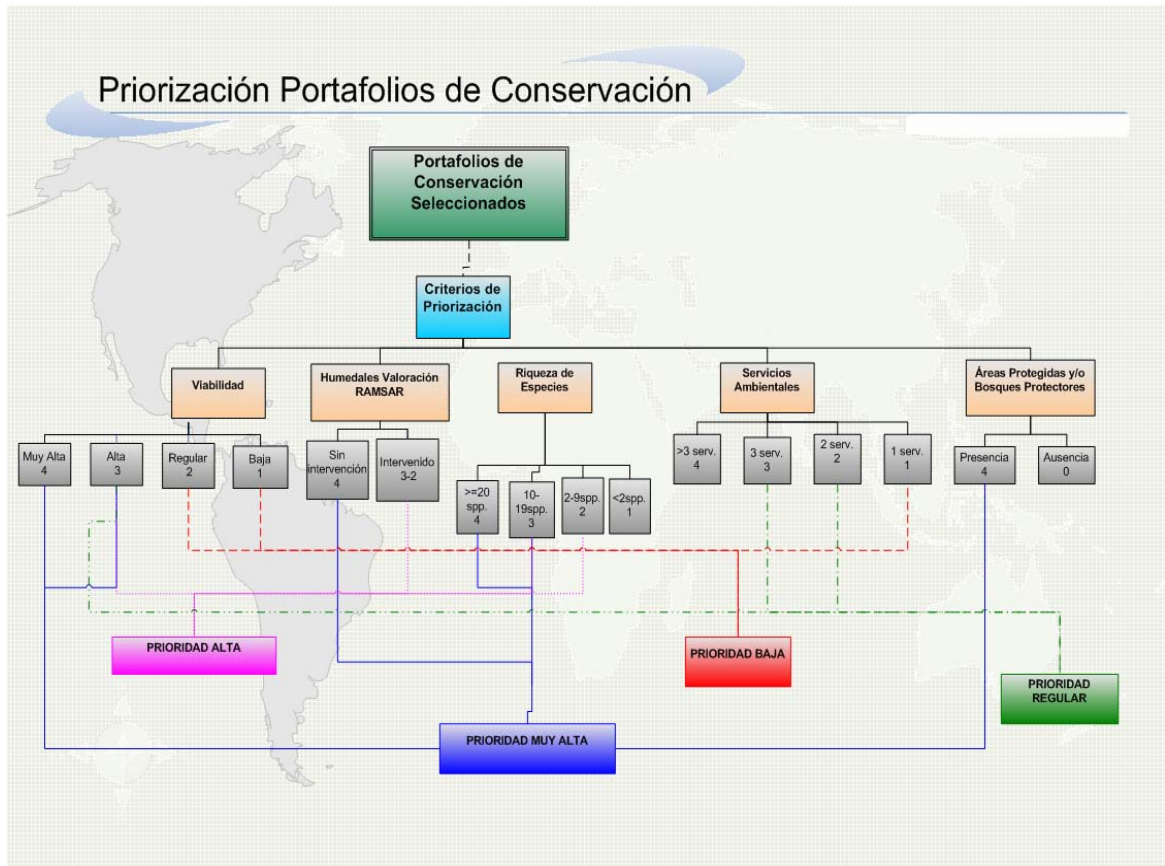 Priorización Portafolios de Conservación
Portafolios de
Conservación
Seleccionados
Criterios de
Priorización
Viabilidad
Humedales Valoración
RAMSAR
Riqueza de
Especies
Servicios
Ambientales
Áreas Protegidas y/o
Bosques Protectores
Muy Alta
4
Alta
3
Regular
2
Baja
1
Sin
intervención
4
Intervenido
3-2
>=20
spp.
4
10-
19spp.
3
2-9spp.
2
<2spp.
1
>3 serv.
4
3 serv.
3
2 serv.
2
1 serv.
1
Presencia
4
Ausencia
0
PRIORIDAD ALTA
PRIORIDAD BAJA
PRIORIDAD
REGULAR
PRIORIDAD MUY ALTA